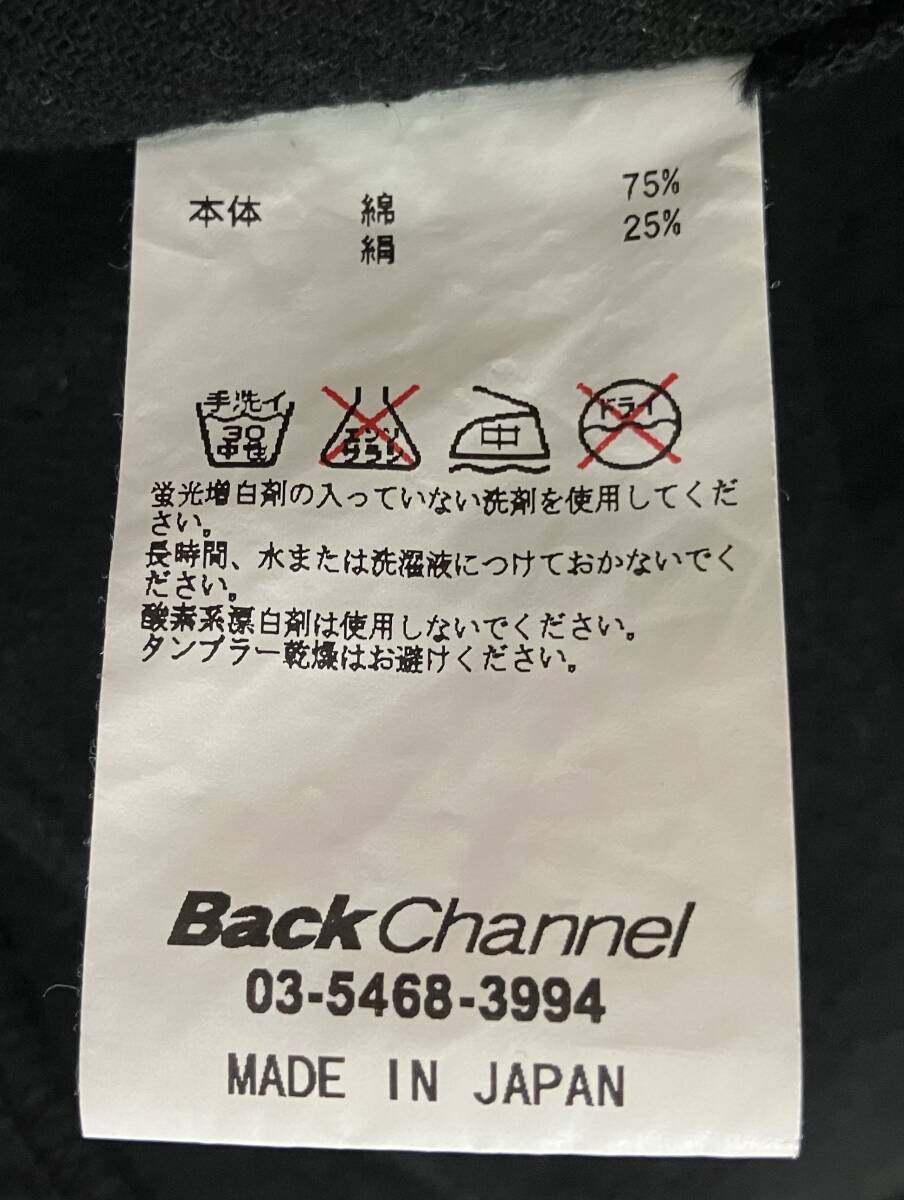 本体 綿 75%
絹 25%
手洗イ
30
中性
エンソ
サラシ
中
ドライ
蛍光増白剤の入っていない洗剤を使用してくだ
さい。
長時間、水または洗濯液につけておかないでく
ださい。
酸素系漂白剤は使用しないでください。
タンブラー乾燥はお避けください。
BackChannel
03-5468-3994
MADE IN JAPAN